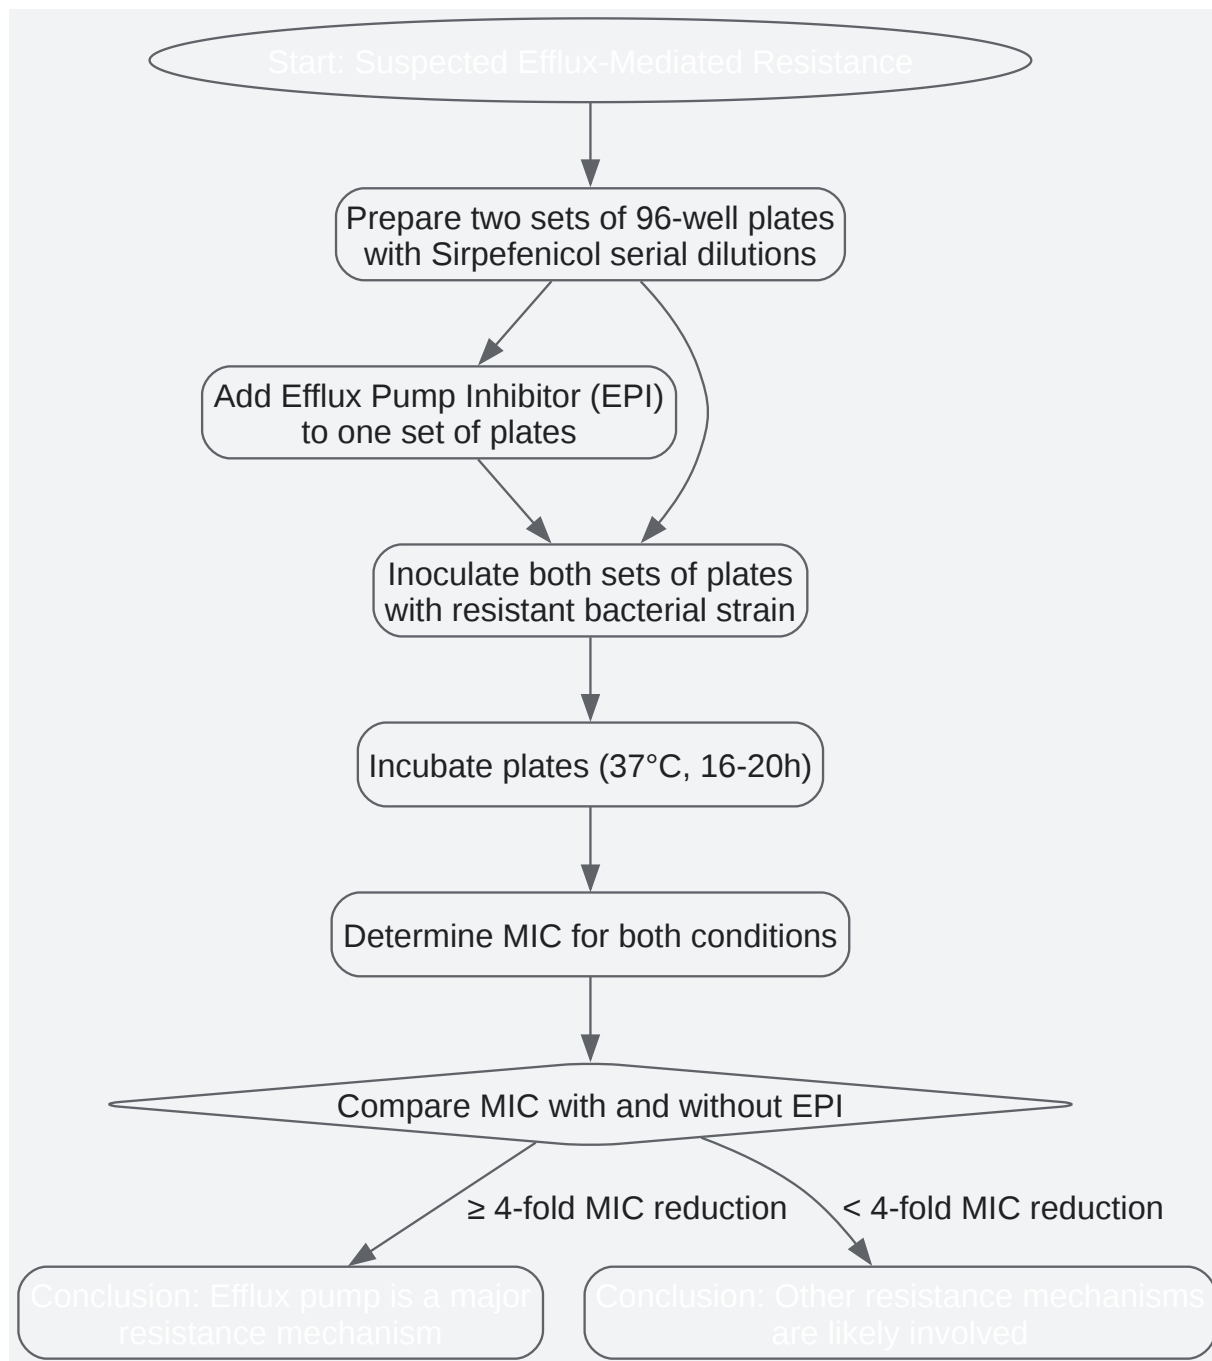 Start: Suspected Efflux-Mediated Resistance
Prepare two sets of 96-well plates
with Sirpefenicol serial dilutions
Add Efflux Pump Inhibitor (EPI)
to one set of plates
Inoculate both sets of plates
with resistant bacterial strain
Incubate plates (37°C, 16-20h)
Determine MIC for both conditions
Compare MIC with and without EPI
≥ 4-fold MIC reduction
< 4-fold MIC reduction
Conclusion: Efflux pump is a major
resistance mechanism
Conclusion: Other resistance mechanisms
are likely involved